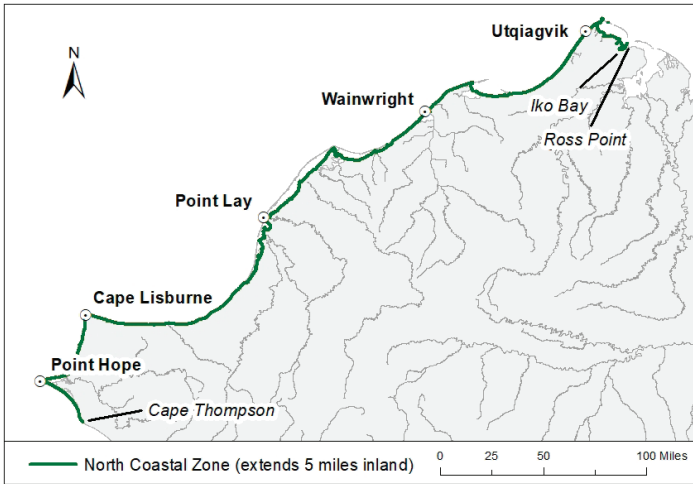 Utqiagvik
N
Iko Bay
Wainwright
Ross Point
Point Lay
Cape Lisburne
Point Hope
Cape Thompson
North Coastal Zone (extends 5 miles inland)
0 25 50 100 Miles